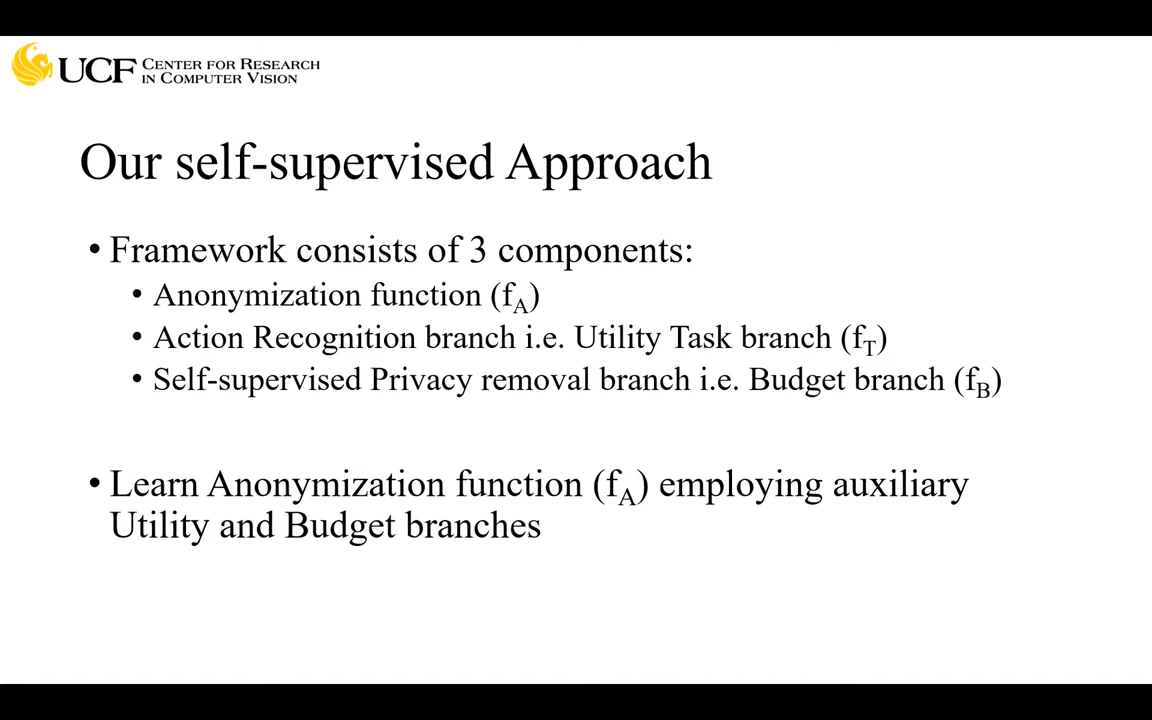 UCF CENTER FOR RESEARCH
IN COMPUTER VISION
Our self-supervised Approach
• Framework consists of 3 components:
• Anonymization function (fA)
• Action Recognition branch i.e. Utility Task branch (fT)
• Self-supervised Privacy removal branch i.e. Budget branch (fB)
• Learn Anonymization function (fA) employing auxiliary
Utility and Budget branches